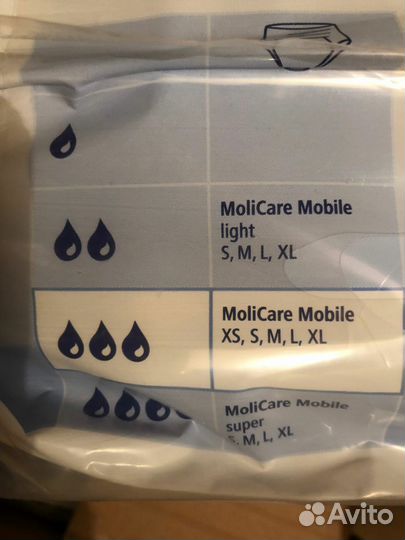 MoliCare Mobile
light
S, M, L, XL
MoliCare Mobile
XS, S, M, L, XL
MoliCare Mobile
super
S, M, L, XL
Avito